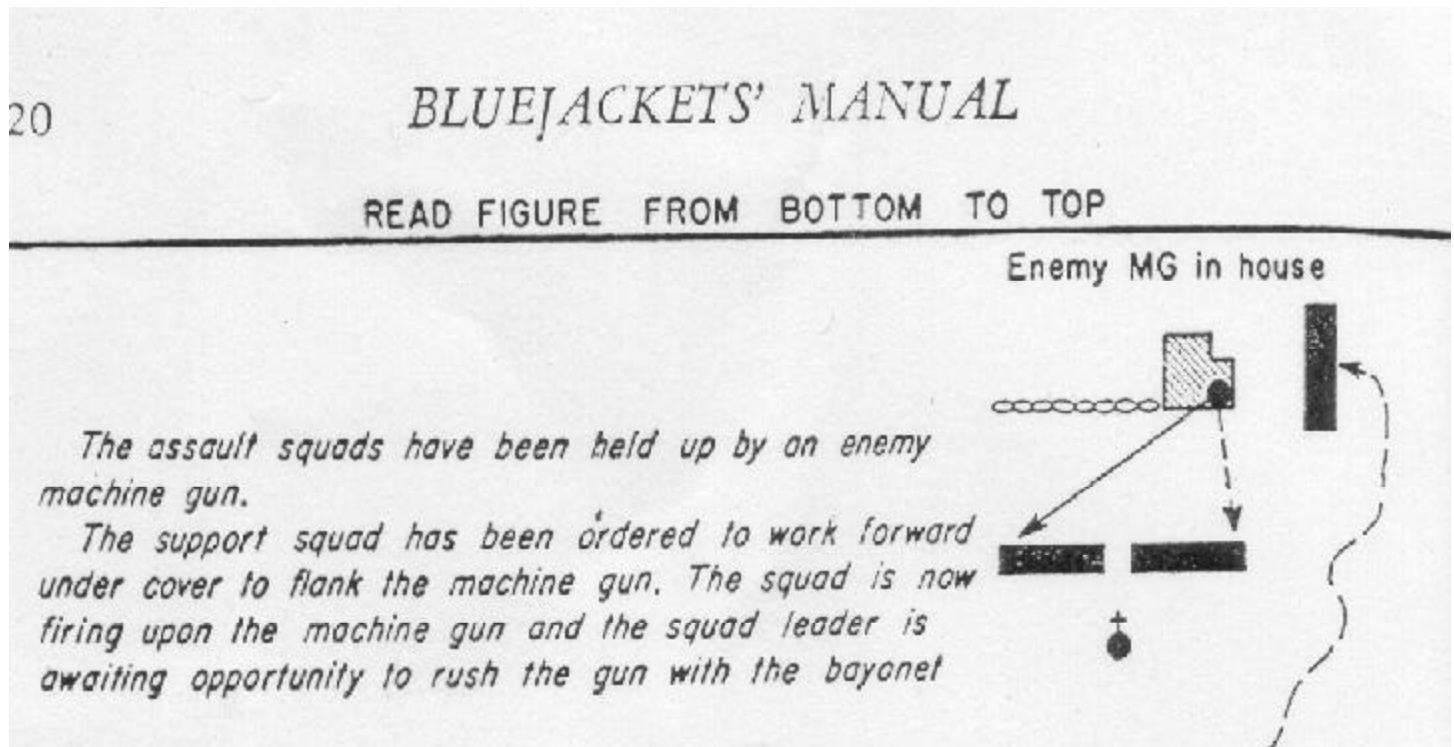 20
BLUEJACKETS' MANUAL
READ FIGURE FROM BOTTOM TO TOP
Enemy MG in house
The assault squads have been held up by an enemy
machine gun.
The support squad has been ordered to work forward
under cover to flank the machine gun. The squad is now
firing upon the machine gun and the squad leader is
awaiting opportunity to rush the gun with the bayonet